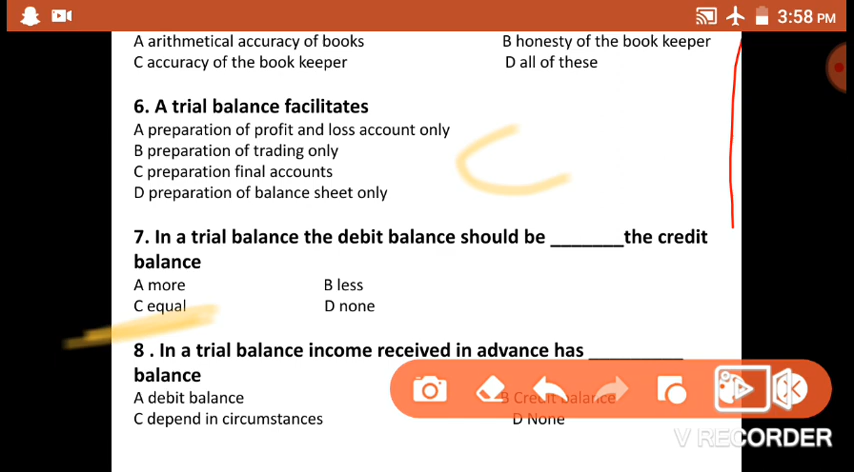 3:58 PM
A arithmetical accuracy of books B honesty of the book keeper
C accuracy of the book keeper D all of these
6. A trial balance facilitates
A preparation of profit and loss account only
B preparation of trading only
C preparation final accounts
D preparation of balance sheet only
C
7. In a trial balance the debit balance should be _______the credit
balance
A more B less
C equal D none
8 . In a trial balance income received in advance has _________
balance
A debit balance B Credit balance
C depend in circumstances D None
V RECORDER